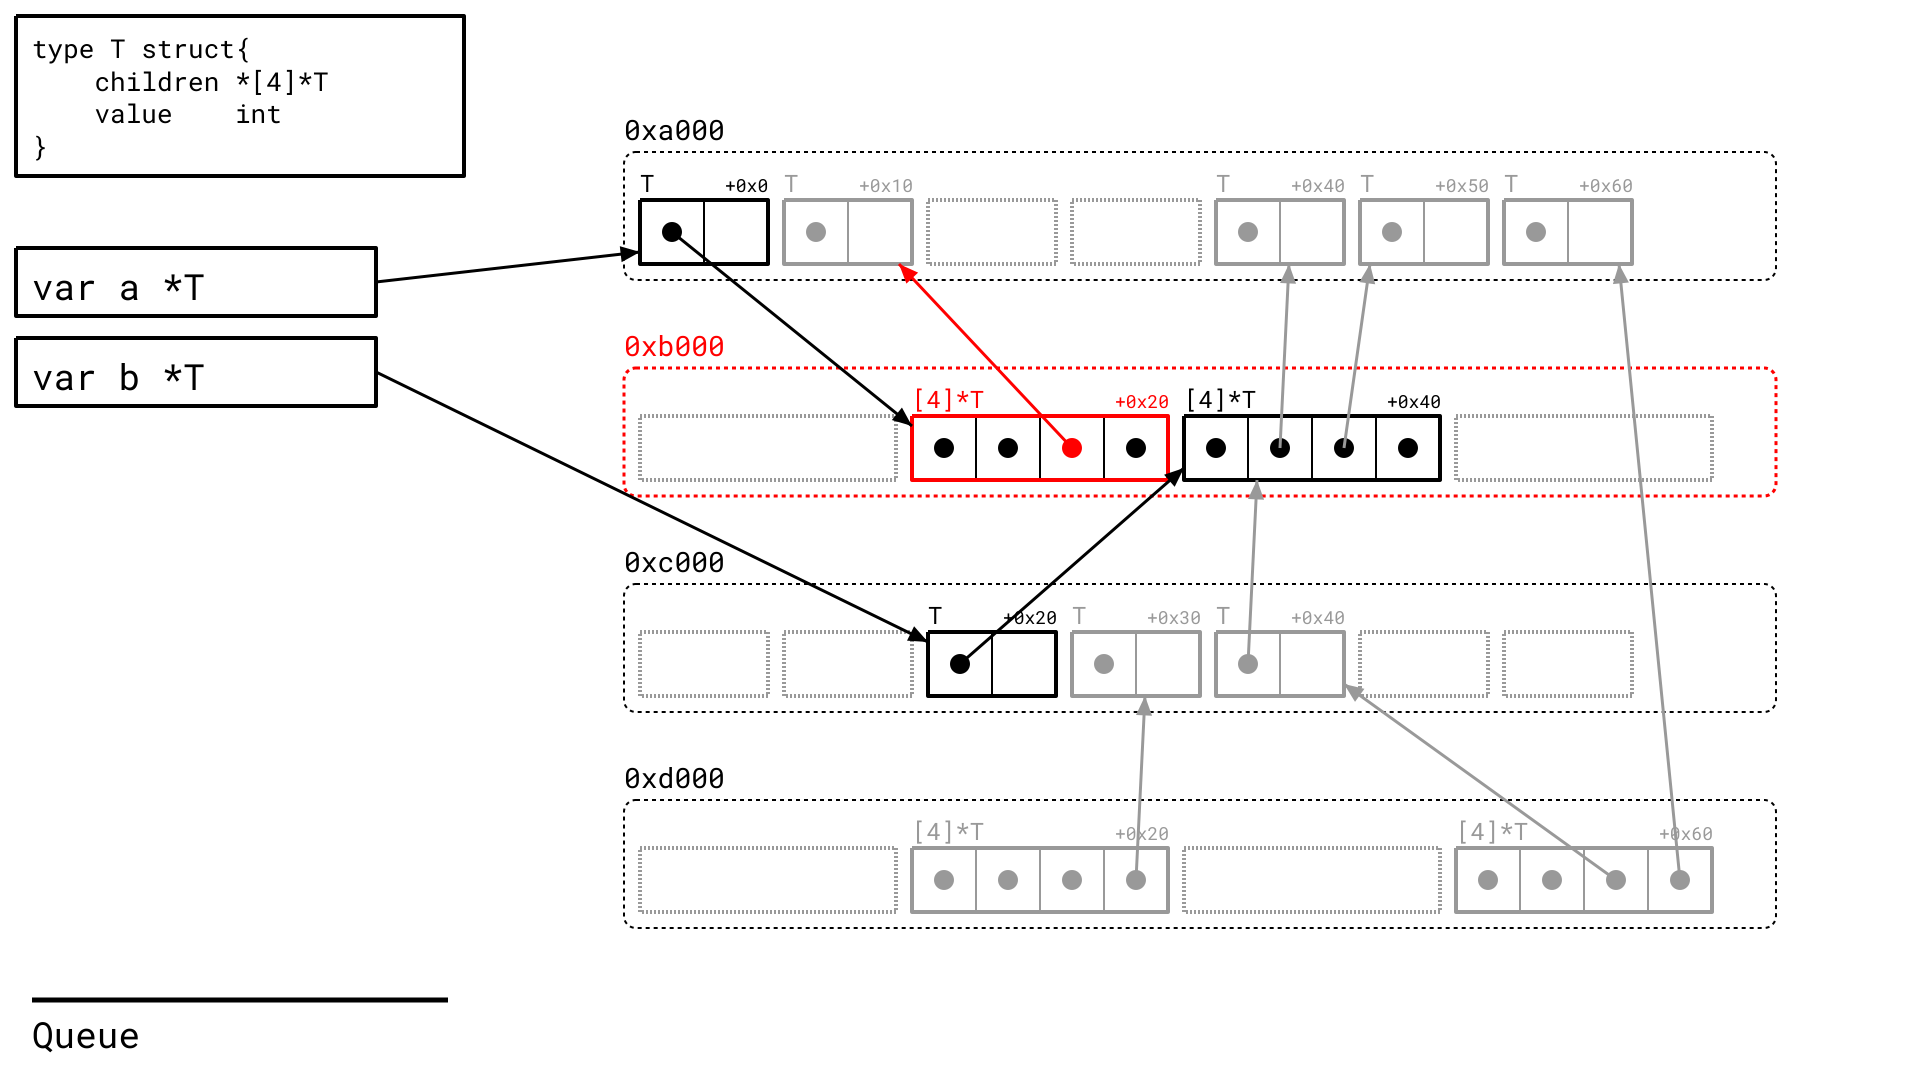 type T struct{
    children *[4]*T
    value    int
}
var a *T
var b *T
0xa000
T +0x0 T +0x10 T +0x40 T +0x50 T +0x60
0xb000
[4]*T +0x20 [4]*T +0x40
0xc000
T +0x20 T +0x30 T +0x40
0xd000
[4]*T +0x20 [4]*T +0x60
Queue